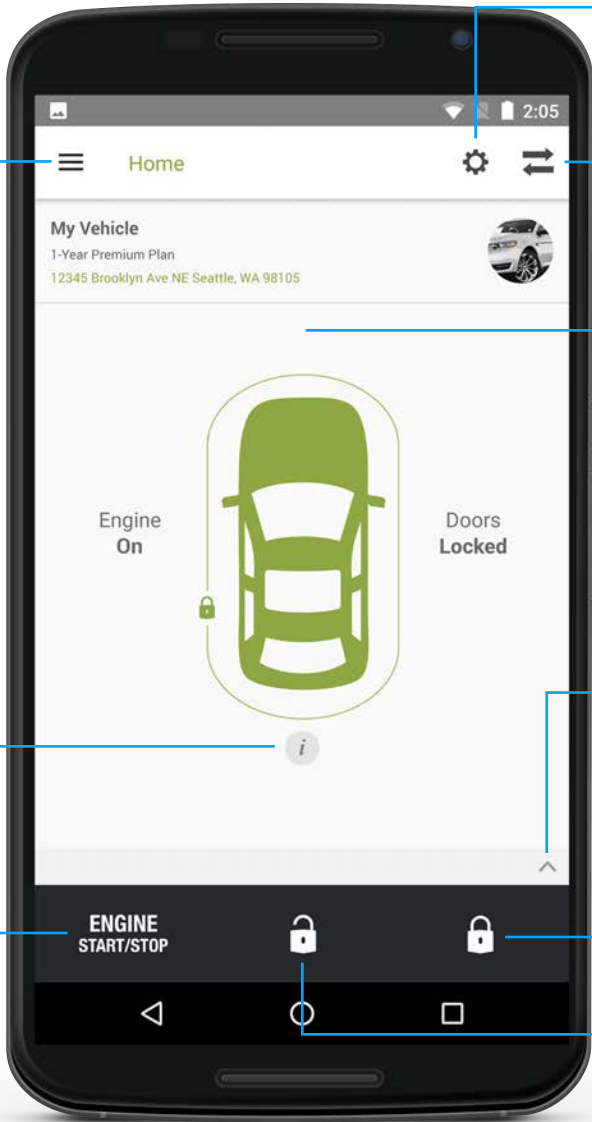 2:05
Home
My Vehicle
1-Year Premium Plan
12345 Brooklyn Ave NE Seattle, WA 98105
Engine
On
Doors
Locked
i
ENGINE
START/STOP